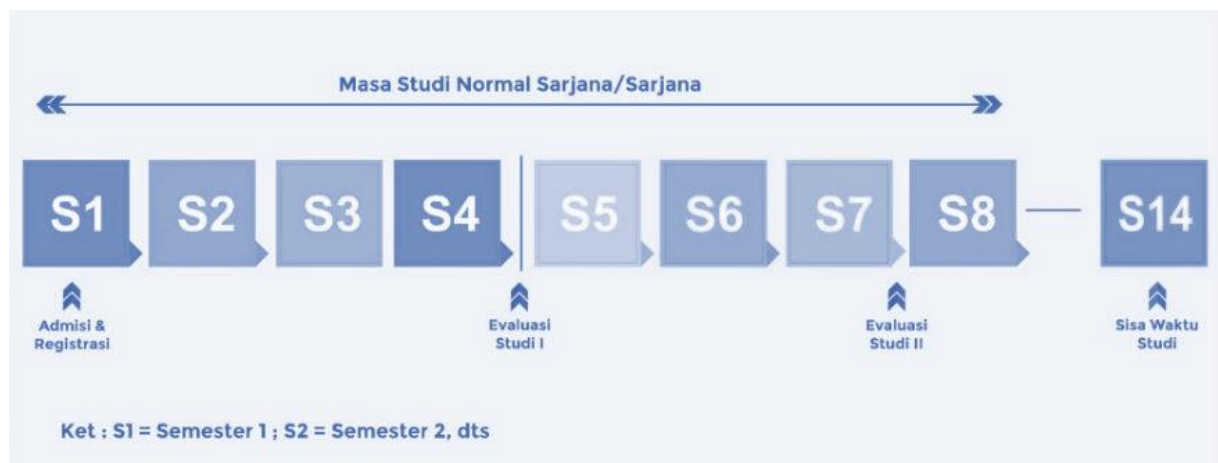 Masa Studi Normal Sarjana/Sarjana
S1 S2 S3 S4 S5 S6 S7 S8 S14
Admisi &
Registrasi
Evaluasi
Studi I
Evaluasi
Studi II
Sisa Waktu
Studi
Ket : S1 = Semester 1 ; S2 = Semester 2, dts